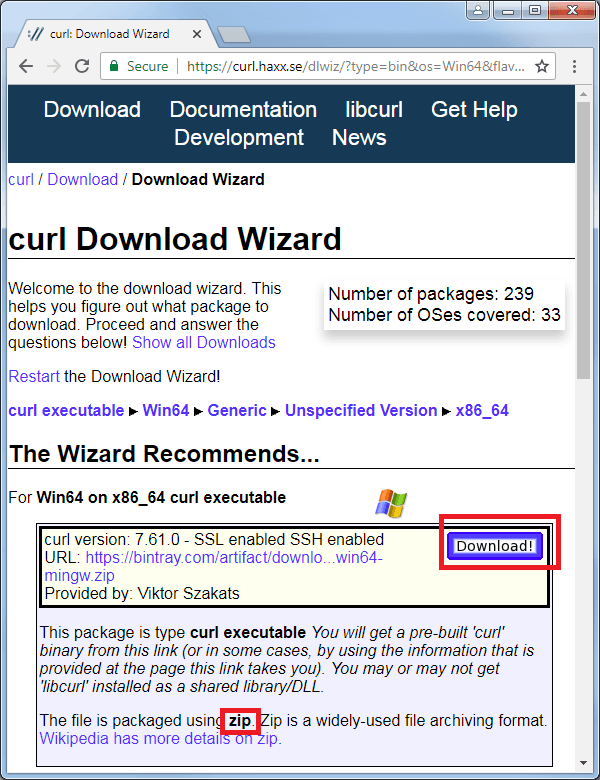 curl: Download Wizard
Secure https://curl.haxx.se/dlwiz/?type=bin&os=Win64&flav...
Download Documentation libcurl Get Help
Development News
curl / Download / Download Wizard
curl Download Wizard
Welcome to the download wizard. This
helps you figure out what package to
download. Proceed and answer the
questions below! Show all Downloads
Number of packages: 239
Number of OSes covered: 33
Restart the Download Wizard!
curl executable ▸ Win64 ▸ Generic ▸ Unspecified Version ▸ x86_64
The Wizard Recommends...
For Win64 on x86_64 curl executable
curl version: 7.61.0 - SSL enabled SSH enabled
URL: https://bintray.com/artifact/downlo...win64-
mingw.zip
Provided by: Viktor Szakats
Download!
This package is type curl executable You will get a pre-built 'curl'
binary from this link (or in some cases, by using the information that is
provided at the page this link takes you). You may or may not get
'libcurl' installed as a shared library/DLL.
The file is packaged using zip. Zip is a widely-used file archiving format.
Wikipedia has more details on zip.